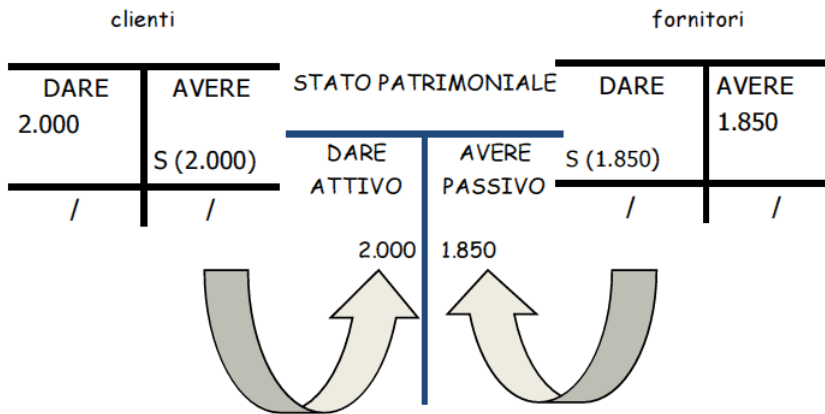 clienti
DARE AVERE
2.000
S (2.000)
/ /
STATO PATRIMONIALE
DARE AVERE
ATTIVO PASSIVO
2.000 1.850
fornitori
DARE AVERE
1.850
S (1.850)
/ /